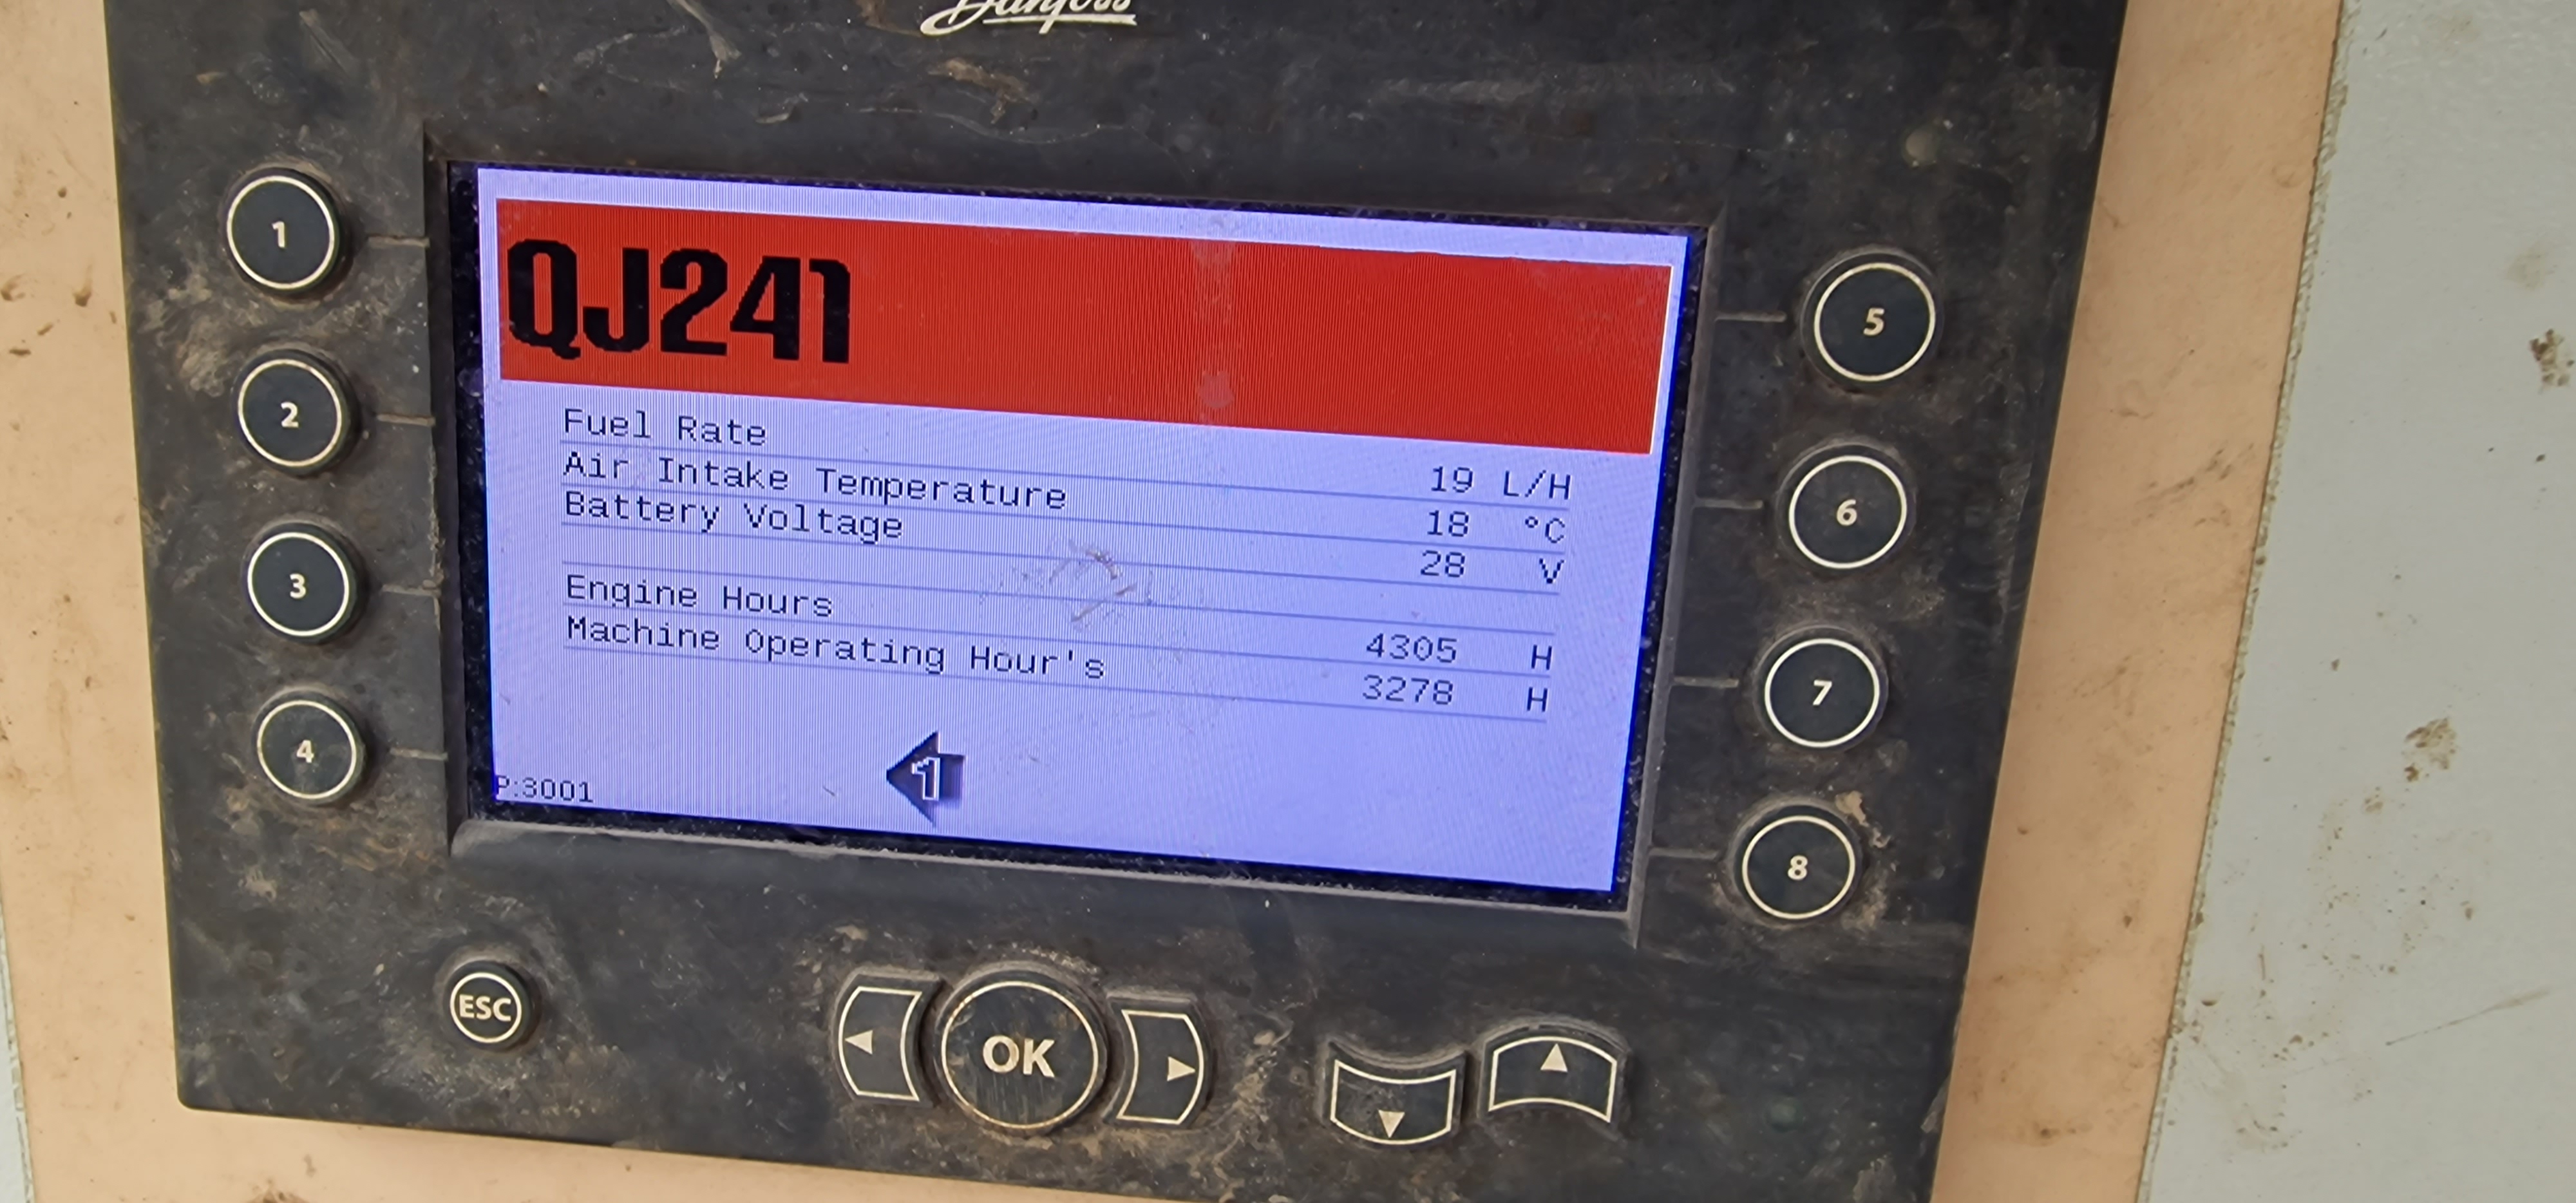 Danfoss
QJ241
Fuel Rate 19 L/H
Air Intake Temperature 18 °C
Battery Voltage 28 V
Engine Hours 4305 H
Machine Operating Hour's 3278 H
1
P:3001
1
2
3
4
5
6
7
8
ESC
OK